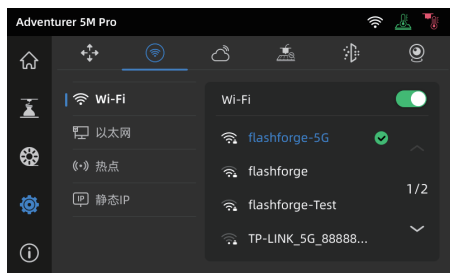 Adventurer 5M Pro
Wi-Fi
以太网
热点
IP 静态IP
Wi-Fi
flashforge-5G
flashforge
flashforge-Test
TP-LINK_5G_88888...
1/2